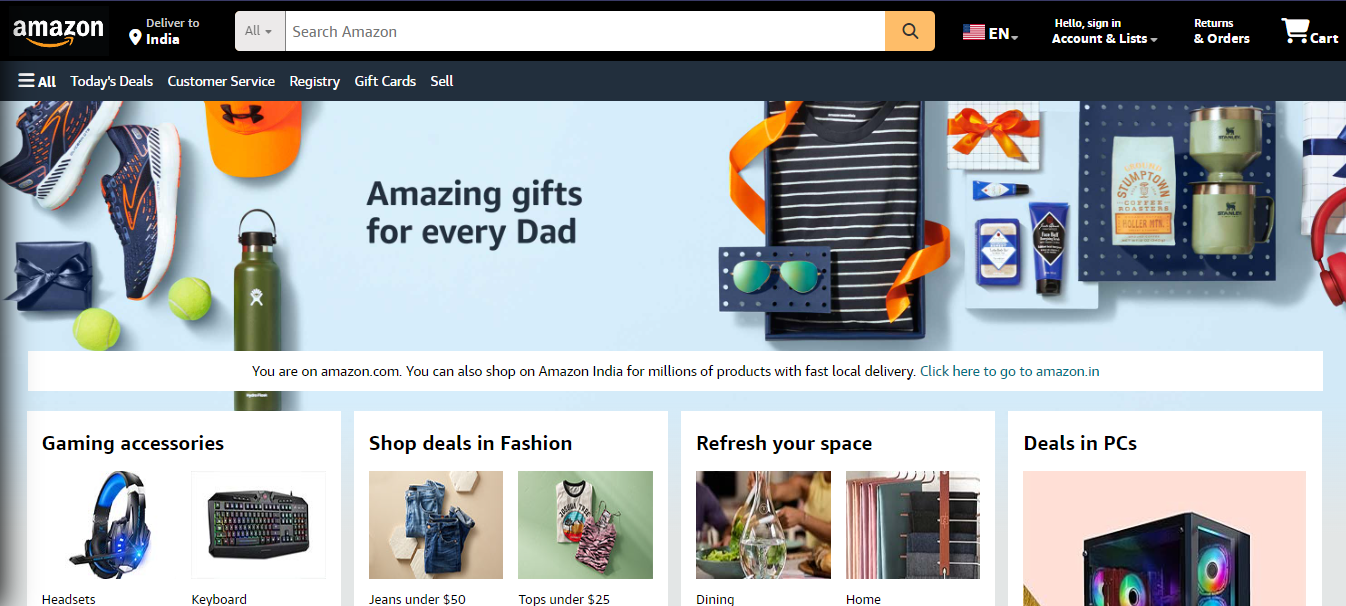 amazon
Deliver to
India
All
Search Amazon
EN
Hello, sign in
Account & Lists
Returns
& Orders
Cart
All
Today's Deals
Customer Service
Registry
Gift Cards
Sell
Amazing gifts
for every Dad
STANLEY
STUMPTOWN
COFFEE
ROASTERS
HOLLER MTN.
STANLEY
You are on amazon.com. You can also shop on Amazon India for millions of products with fast local delivery. Click here to go to amazon.in
Hydro Flask
Gaming accessories
Shop deals in Fashion
Refresh your space
Deals in PCs
Headsets
Keyboard
Jeans under $50
Tops under $25
Dining
Home